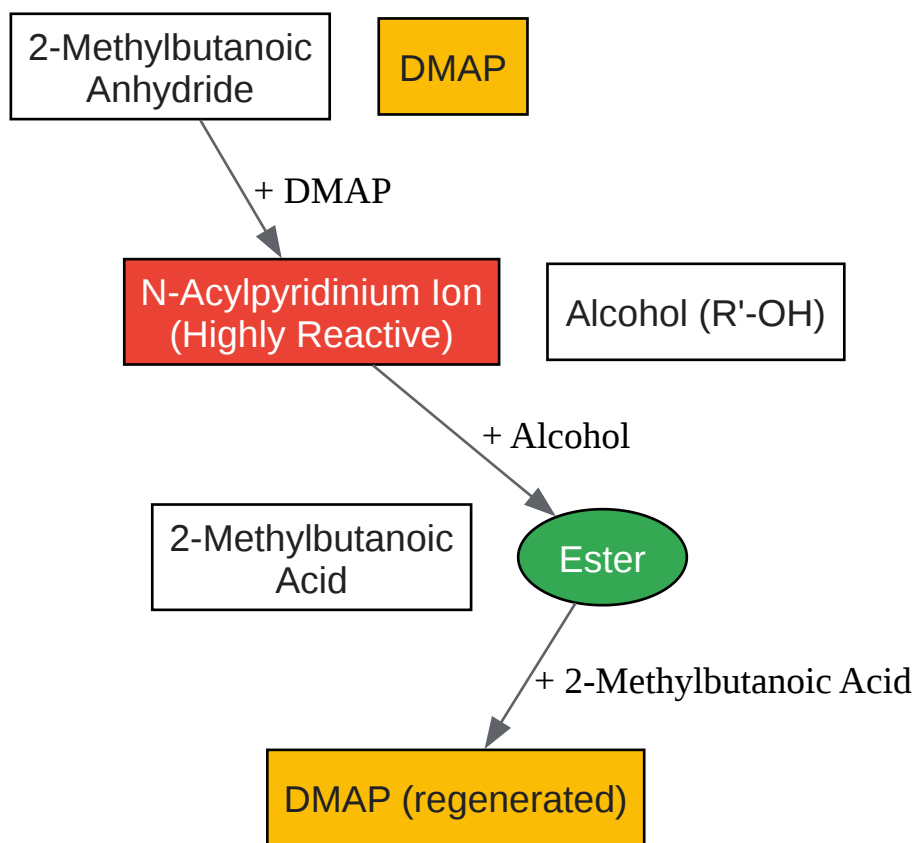 2-Methylbutanoic
Anhydride
DMAP
+ DMAP
N-Acylpyridinium Ion
(Highly Reactive)
Alcohol (R'-OH)
+ Alcohol
2-Methylbutanoic
Acid
Ester
+ 2-Methylbutanoic Acid
DMAP (regenerated)